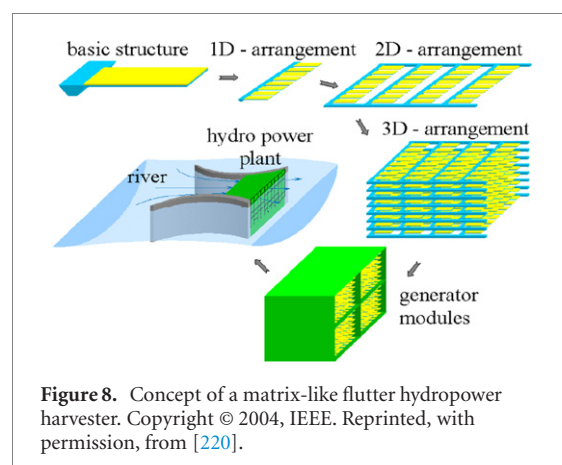 basic structure
1D - arrangement
2D - arrangement
3D - arrangement
hydro power
plant
river
generator
modules
Figure 8. Concept of a matrix-like flutter hydropower
harvester. Copyright © 2004, IEEE. Reprinted, with
permission, from [220].